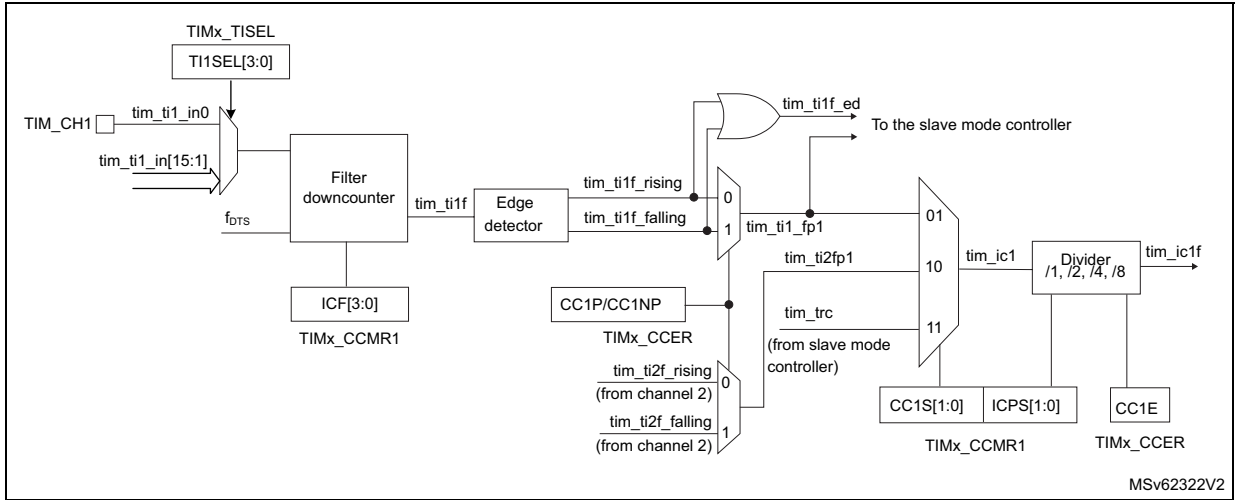 TIMx_TISEL
TI1SEL[3:0]
TIM_CH1
tim_ti1_in0
tim_ti1_in[15:1]
f_DTS
Filter
downcounter
ICF[3:0]
TIMx_CCMR1
tim_ti1f
Edge
detector
tim_ti1f_rising
tim_ti1f_falling
0
1
tim_ti1f_ed
To the slave mode controller
tim_ti1_fp1
CC1P/CC1NP
TIMx_CCER
tim_ti2f_rising
(from channel 2)
tim_ti2f_falling
(from channel 2)
0
1
tim_ti2fp1
tim_trc
(from slave mode
controller)
01
10
11
tim_ic1
Divider
/1, /2, /4, /8
tim_ic1f
CC1S[1:0]
ICPS[1:0]
TIMx_CCMR1
CC1E
TIMx_CCER
MSv62322V2